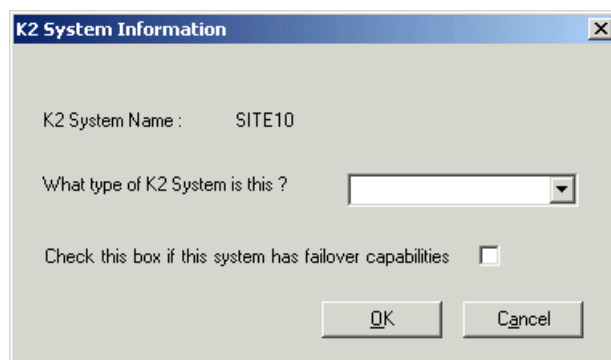 K2 System Information
K2 System Name : SITE10
What type of K2 System is this ?
Check this box if this system has failover capabilities
OK Cancel